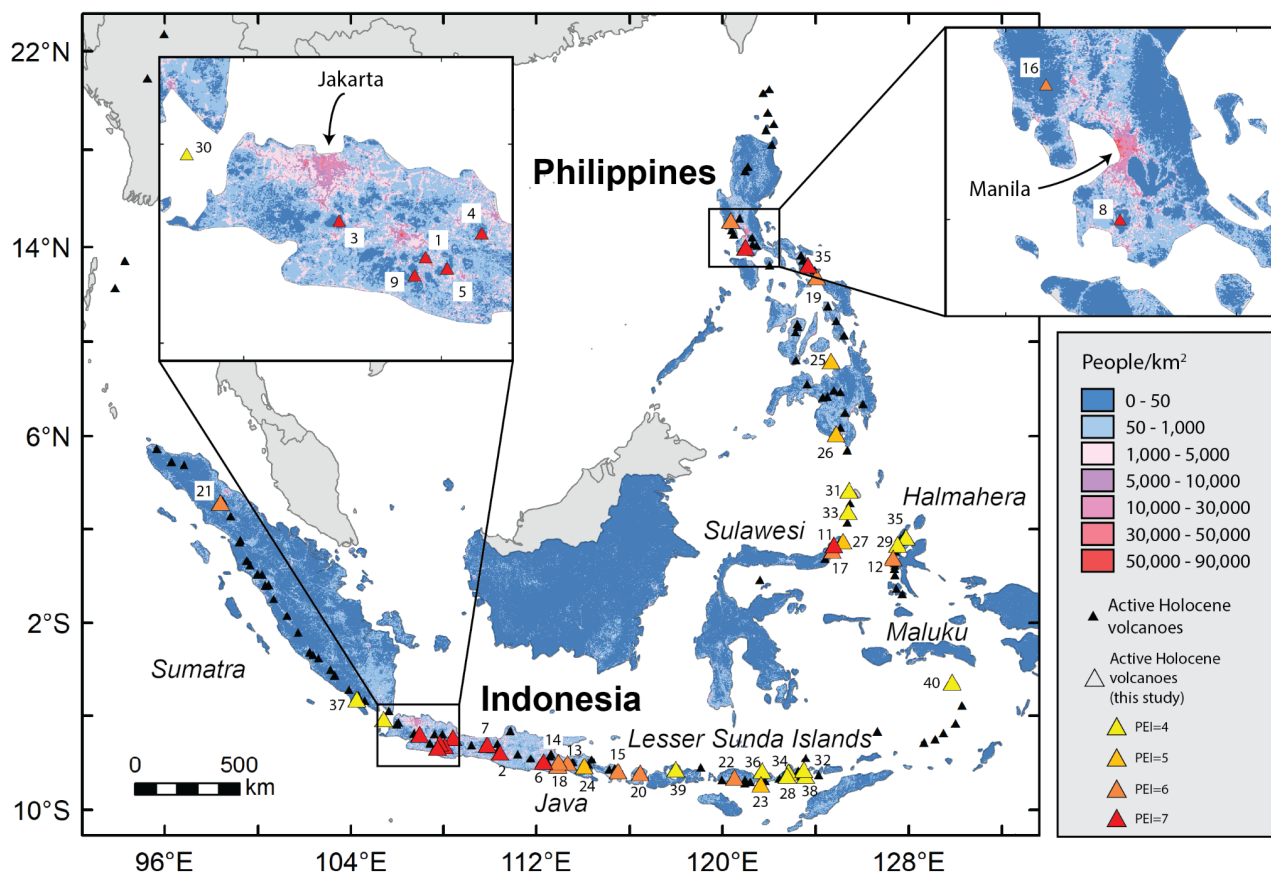 22°N
14°N
6°N
2°S
10°S
96°E
104°E
112°E
120°E
128°E
Jakarta
30
3
4
1
9
5
16
Manila
8
Philippines
35
19
25
26
31
33
Halmahera
35
Sulawesi
11
27
29
17
12
21
Maluku
40
Sumatra
37
Indonesia
Lesser Sunda Islands
7
2
14
13
6
18
24
15
20
39
22
36
34
32
23
28
38
Java
0
500
km
People/km²
0 - 50
50 - 1,000
1,000 - 5,000
5,000 - 10,000
10,000 - 30,000
30,000 - 50,000
50,000 - 90,000
Active Holocene
volcanoes
Active Holocene
volcanoes
(this study)
PEI=4
PEI=5
PEI=6
PEI=7